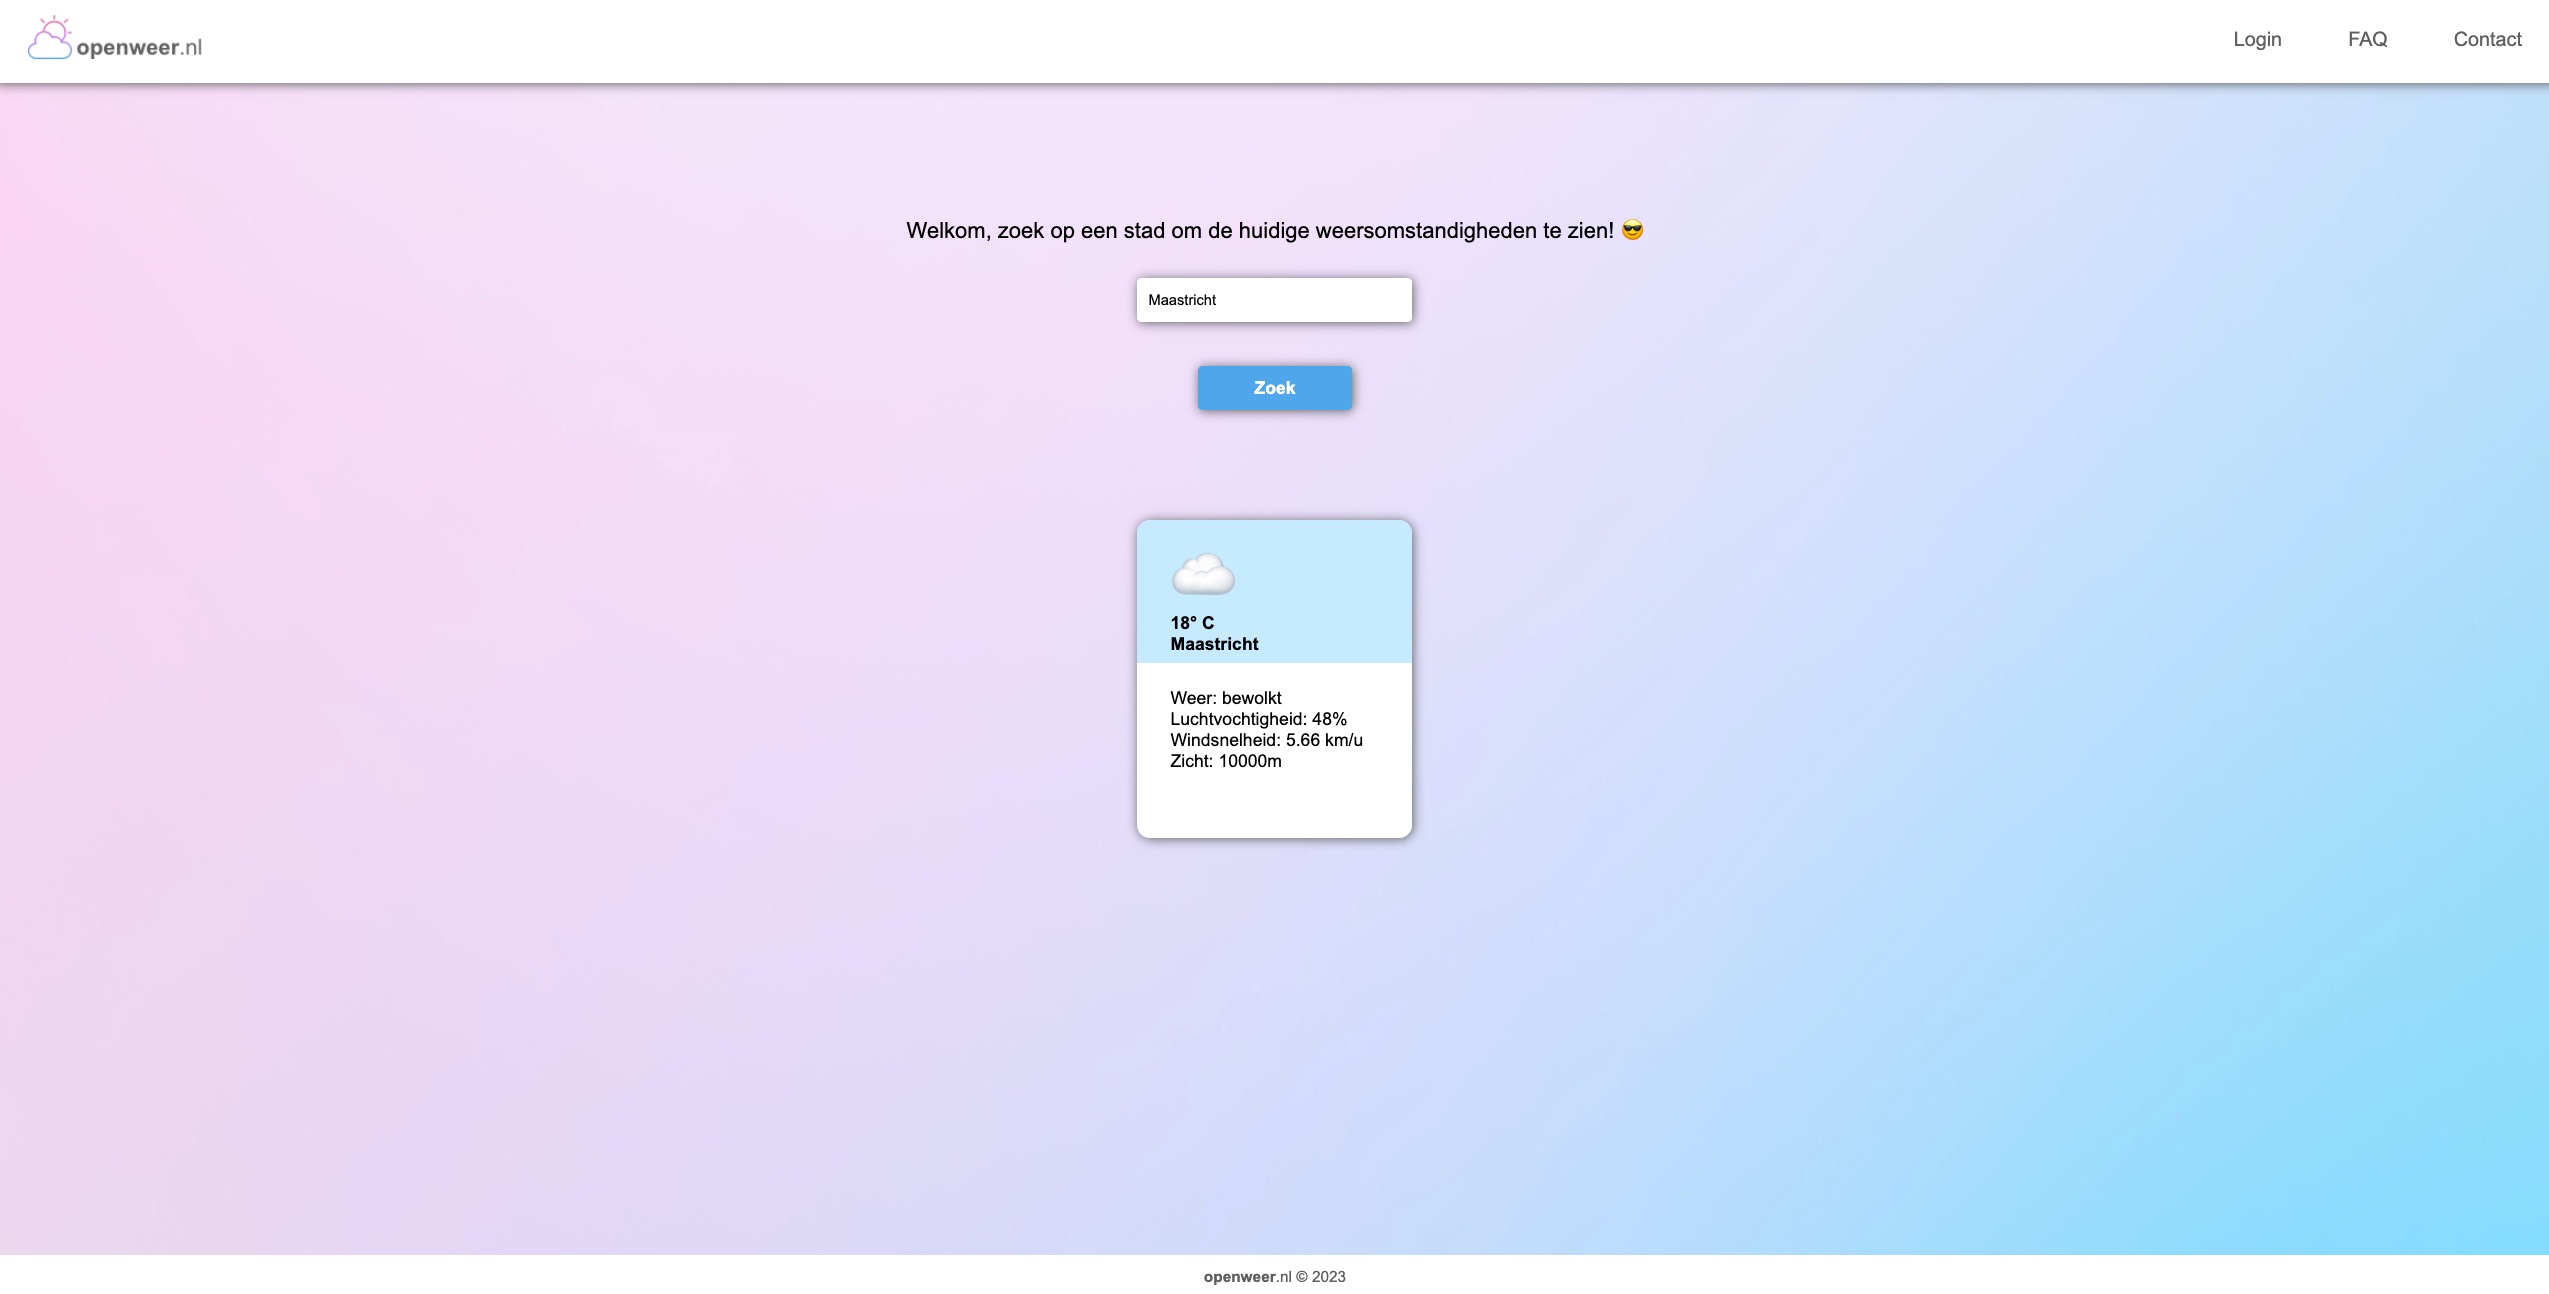 openweer.nl
Login
FAQ
Contact
Welkom, zoek op een stad om de huidige weersomstandigheden te zien! 😎
Maastricht
Zoek
18° C
Maastricht
Weer: bewolkt
Luchtvochtigheid: 48%
Windsnelheid: 5.66 km/u
Zicht: 10000m
openweer.nl © 2023